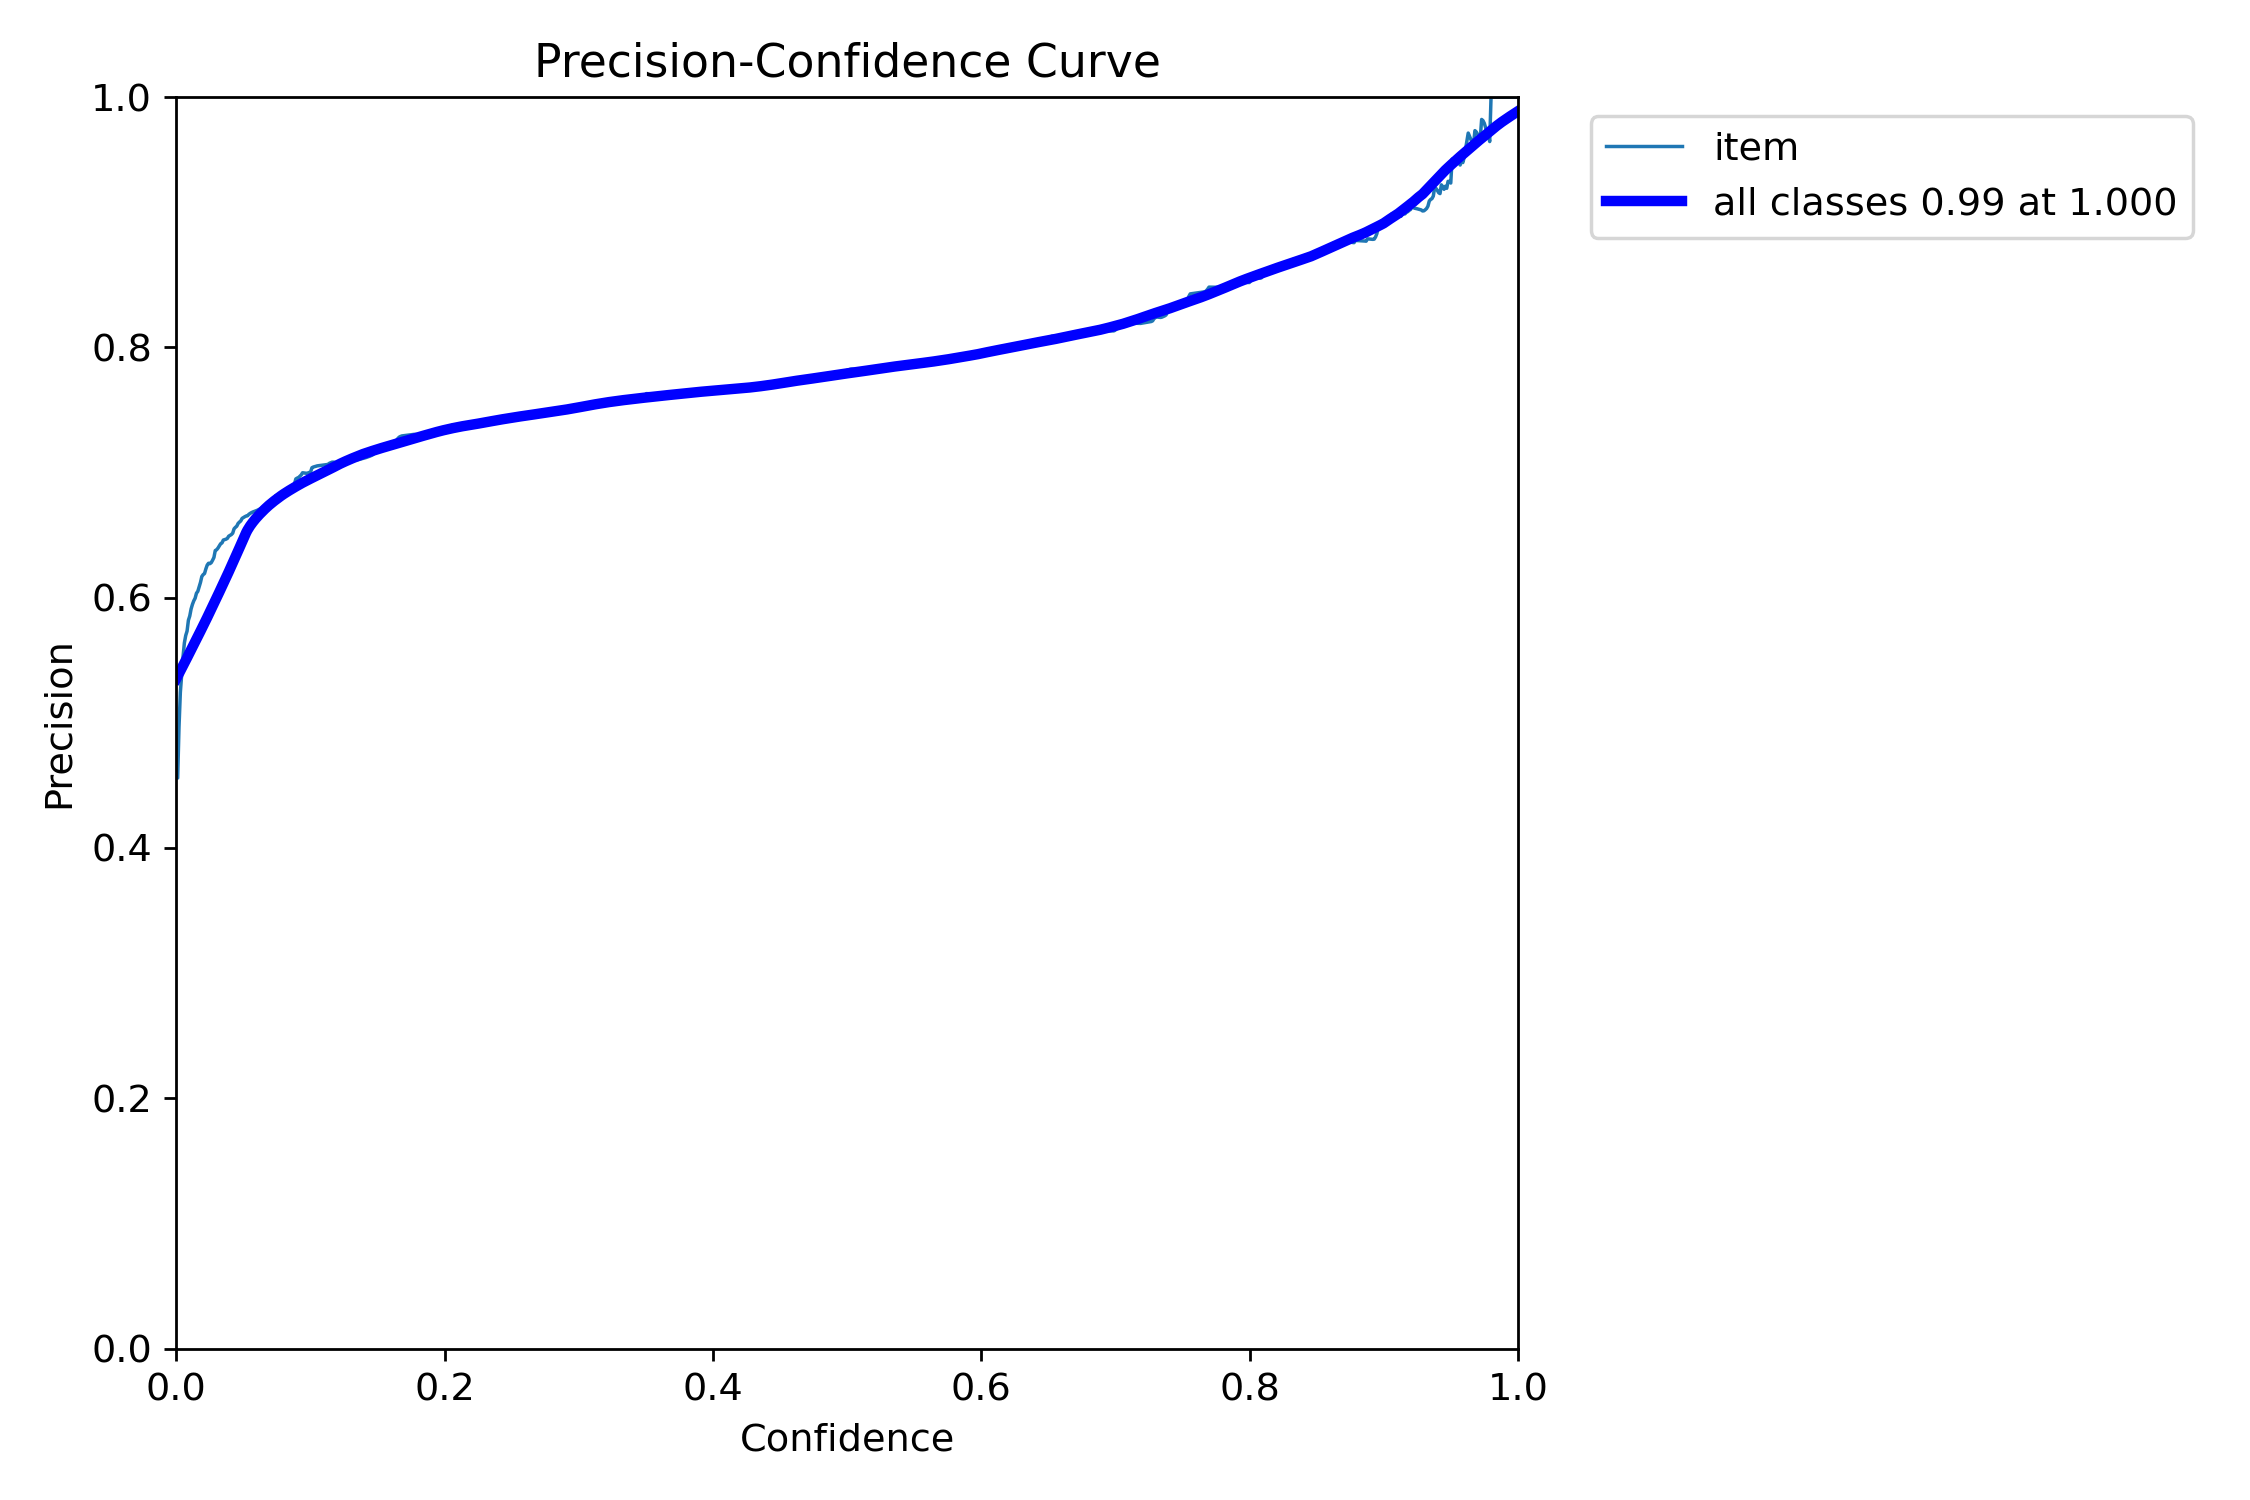 Precision-Confidence Curve
1.0
0.8
0.6
0.4
0.2
0.0
Precision
0.0 0.2 0.4 0.6 0.8 1.0
Confidence
item
all classes 0.99 at 1.000